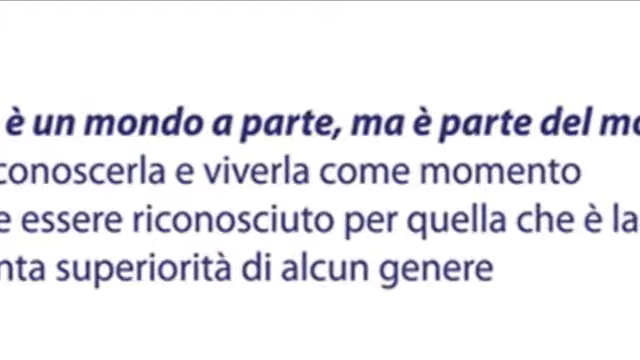 è un mondo a parte, ma è parte del mo
conoscerla e viverla come momento
e essere riconosciuto per quella che è la
nta superiorità di alcun genere